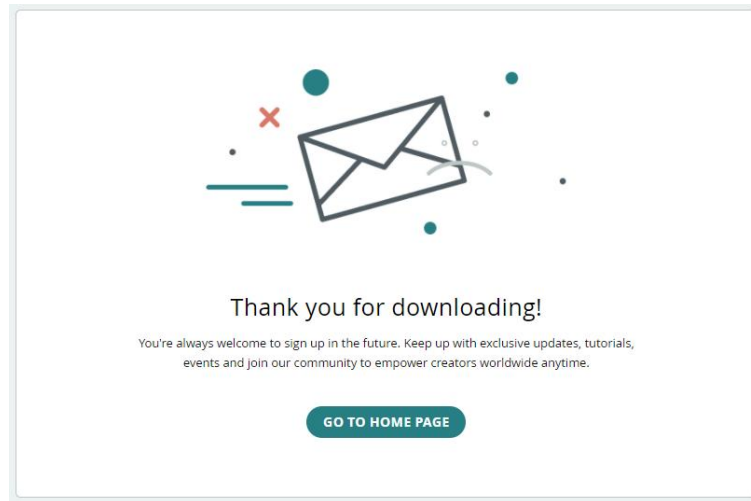 Thank you for downloading!
You're always welcome to sign up in the future. Keep up with exclusive updates, tutorials,
events and join our community to empower creators worldwide anytime.
GO TO HOME PAGE